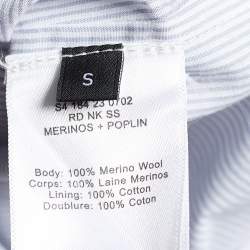 S
S4 184 23 0702
RD NK SS
MERINOS + POPLIN
Body: 100% Merino Wool
Corps: 100% Laine Merinos
Lining: 100% Cotton
Doublure: 100% Coton